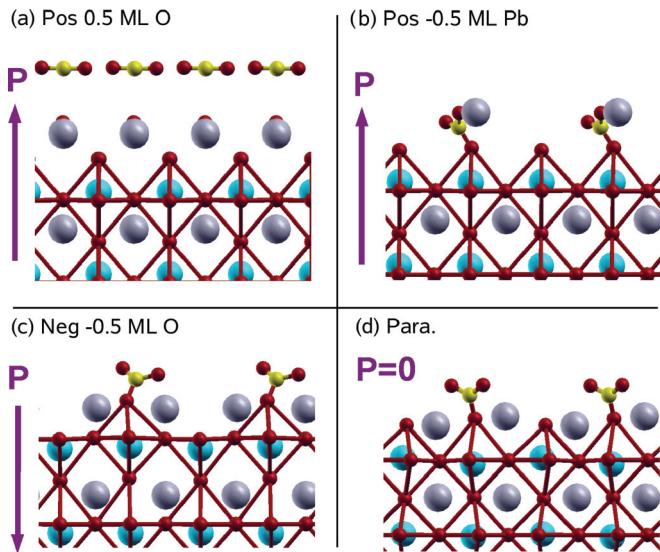 (a) Pos 0.5 ML O
P
(b) Pos -0.5 ML Pb
P
(c) Neg -0.5 ML O
P
(d) Para.
P=0